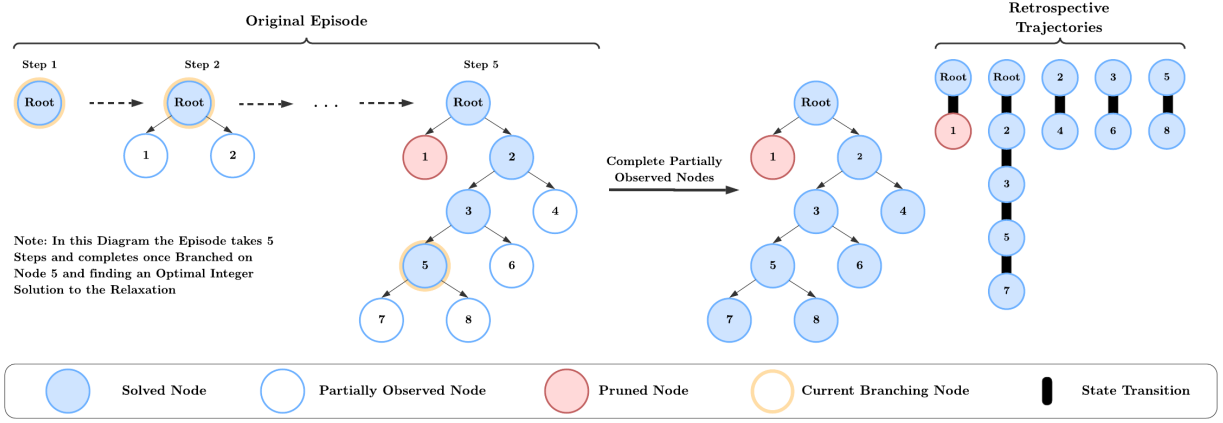 Original Episode
Retrospective
Trajectories
Step 1
Step 2
Step 5
Root
Root
. . .
Root
1
2
1
2
3
4
5
6
7
8
Complete Partially
Observed Nodes
Root
1
2
3
4
5
6
7
8
Root
Root
2
3
5
1
2
4
6
8
3
5
7
Note: In this Diagram the Episode takes 5
Steps and completes once Branched on
Node 5 and finding an Optimal Integer
Solution to the Relaxation
Solved Node
Partially Observed Node
Pruned Node
Current Branching Node
State Transition